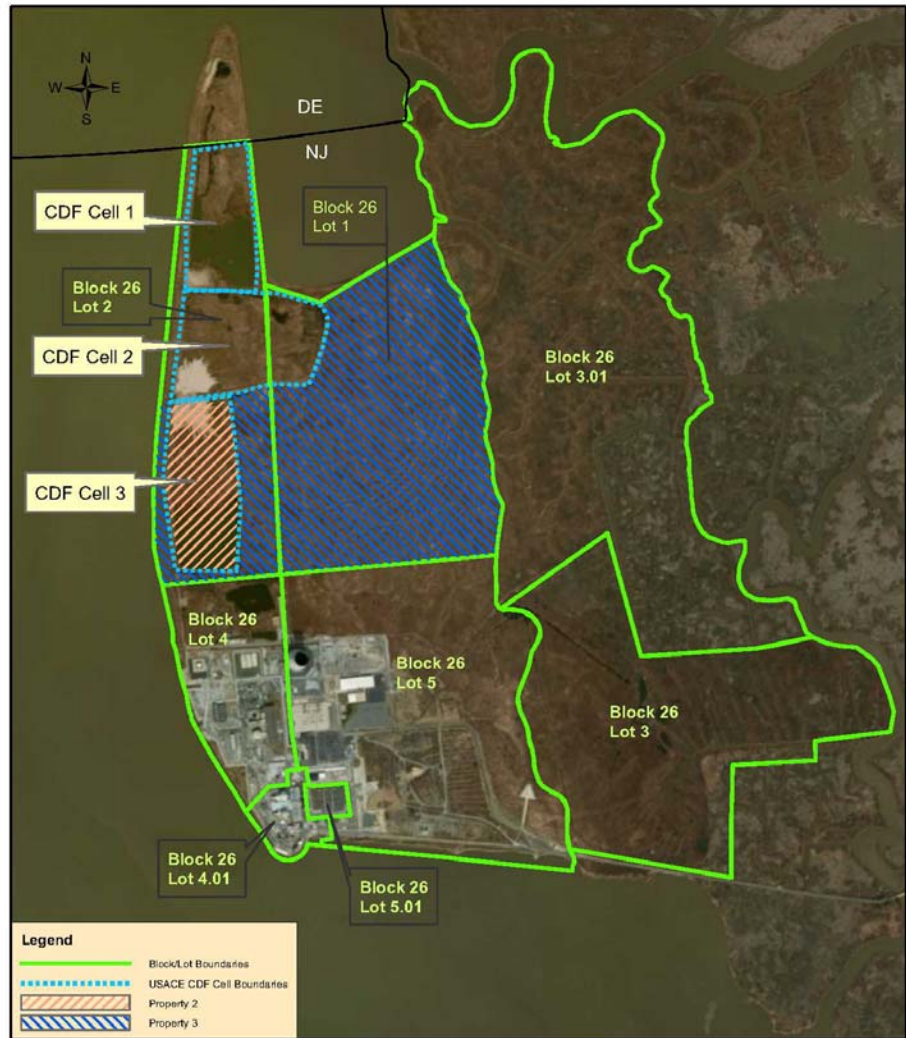 N
W E
S
DE
NJ
CDF Cell 1
Block 26
Lot 1
Block 26
Lot 2
CDF Cell 2
Block 26
Lot 3.01
CDF Cell 3
Block 26
Lot 4
Block 26
Lot 5
Block 26
Lot 3
Block 26
Lot 4.01
Block 26
Lot 5.01
Legend
Block/Lot Boundaries
USACE CDF Cell Boundaries
Property 2
Property 3